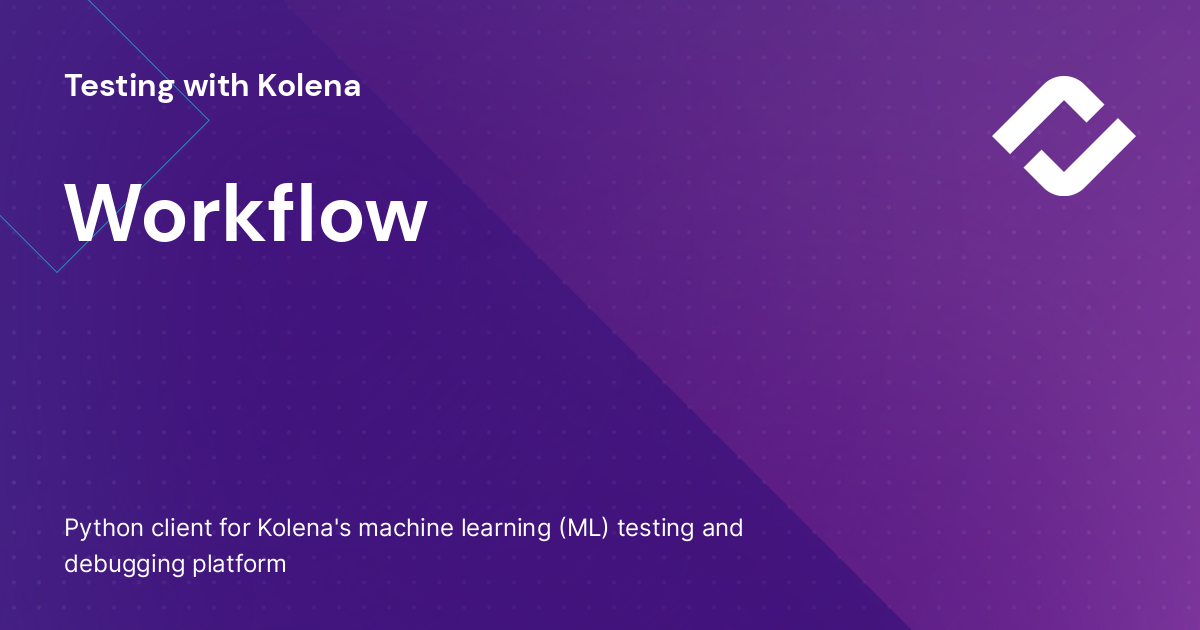 Testing with Kolena
Workflow
Python client for Kolena's machine learning (ML) testing and
debugging platform